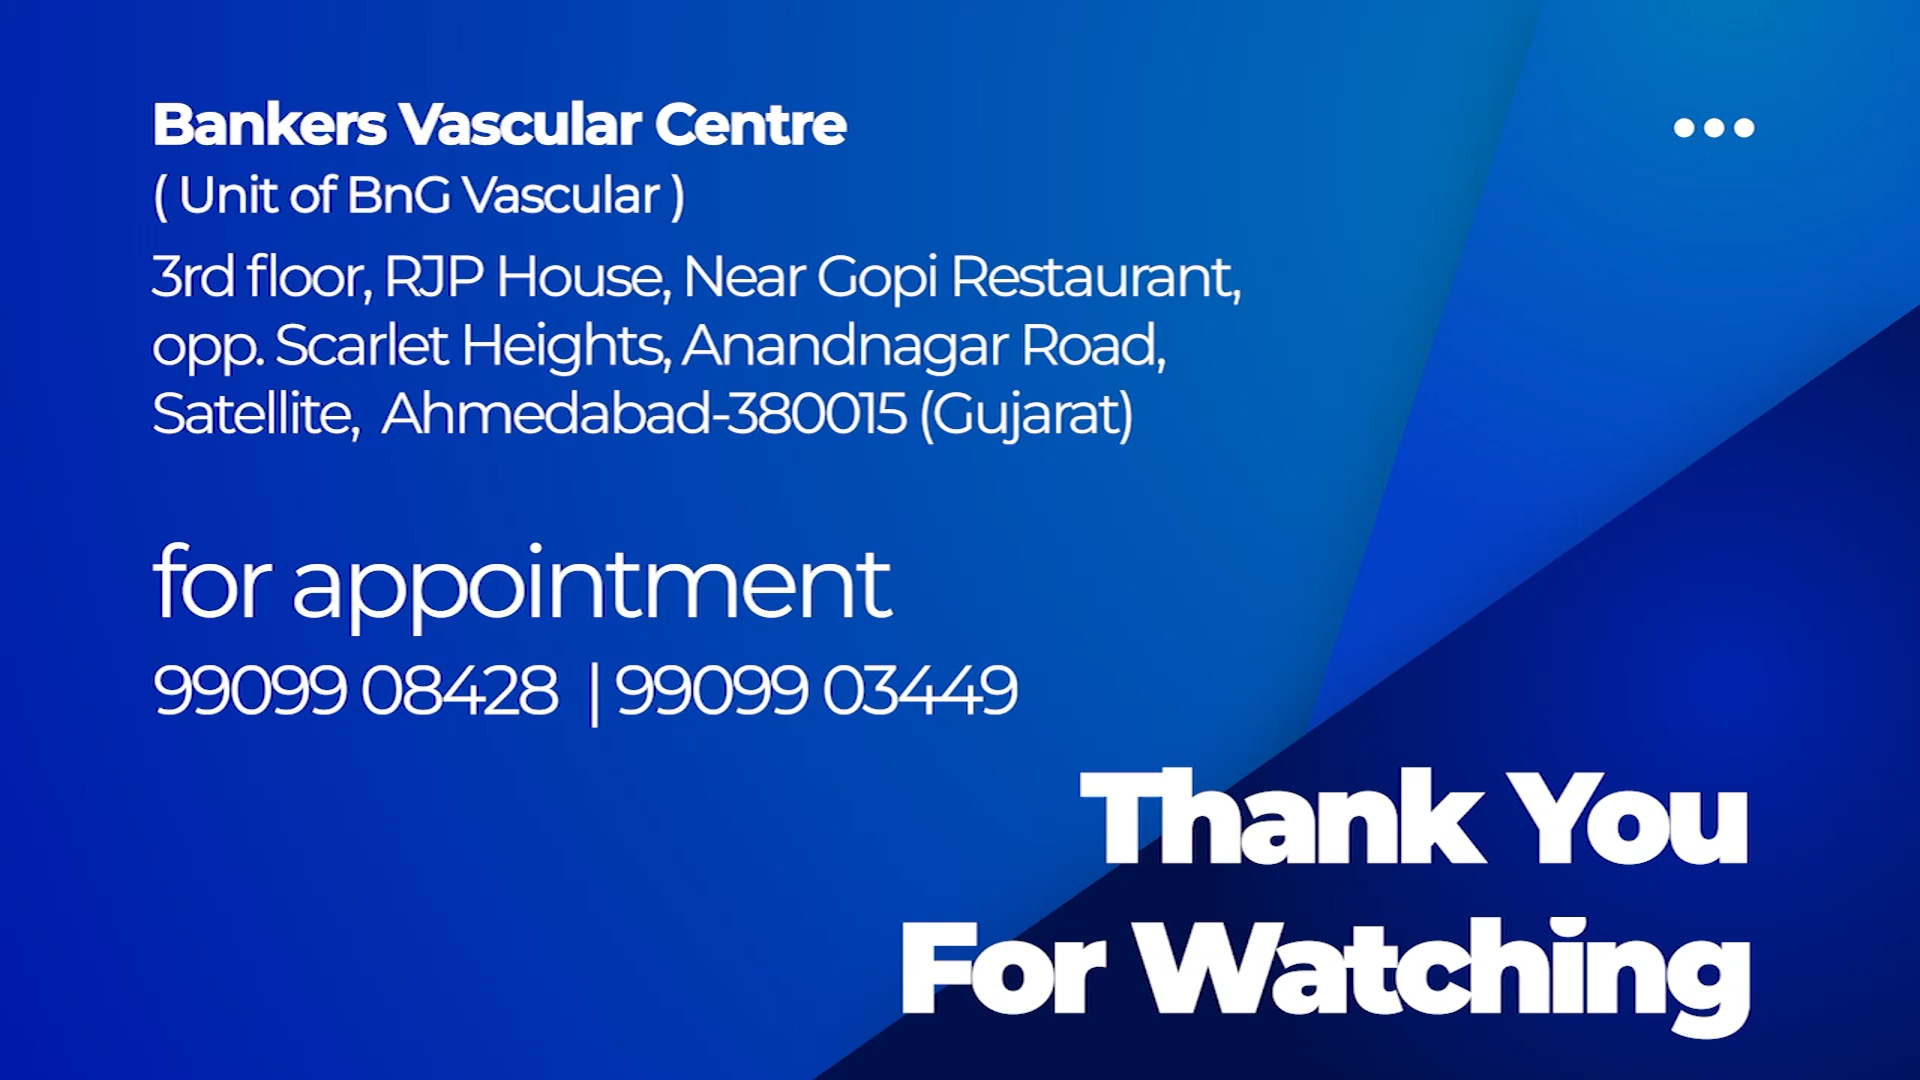 Bankers Vascular Centre
( Unit of BnG Vascular )
3rd floor, RJP House, Near Gopi Restaurant,
opp. Scarlet Heights, Anandnagar Road,
Satellite, Ahmedabad-380015 (Gujarat)
for appointment
99099 08428 | 99099 03449
Thank You
For Watching